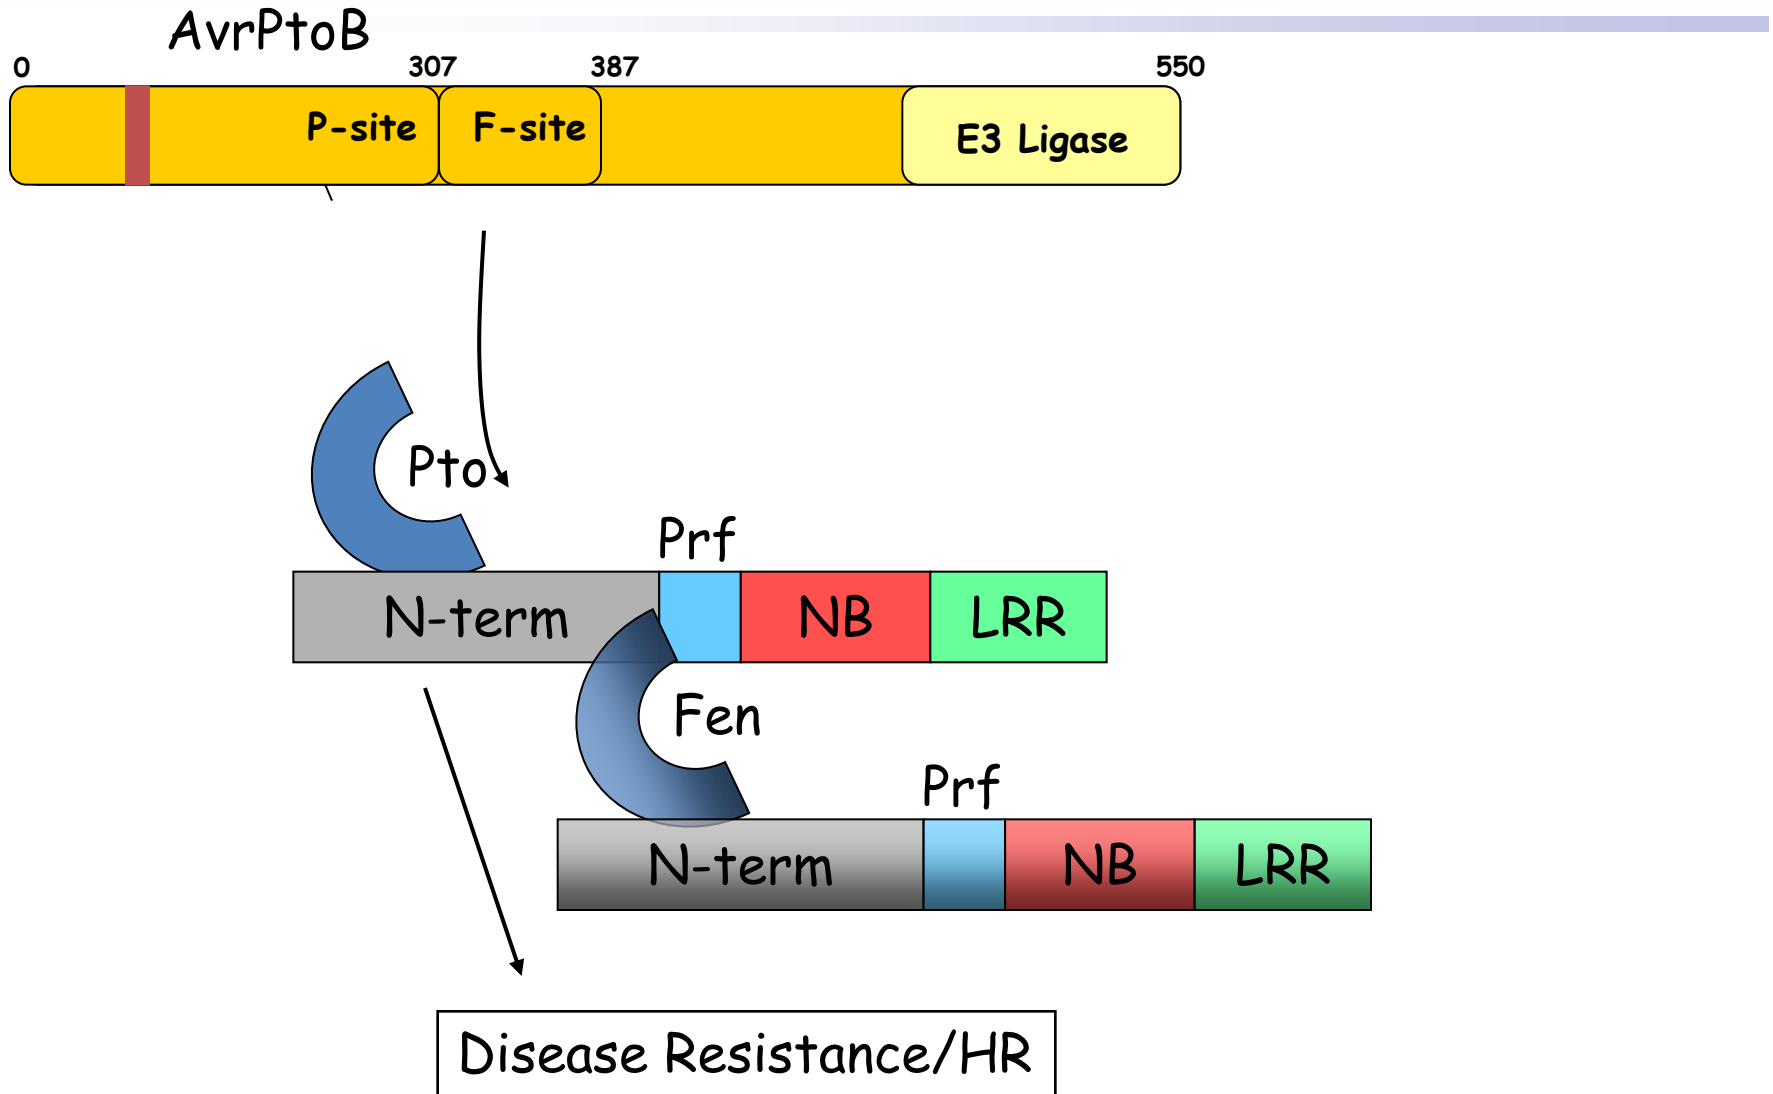 AvrPtoB
0 307 387 550
P-site F-site E3 Ligase
Pto
Prf
N-term NB LRR
Fen
Prf
N-term NB LRR
Disease Resistance/HR